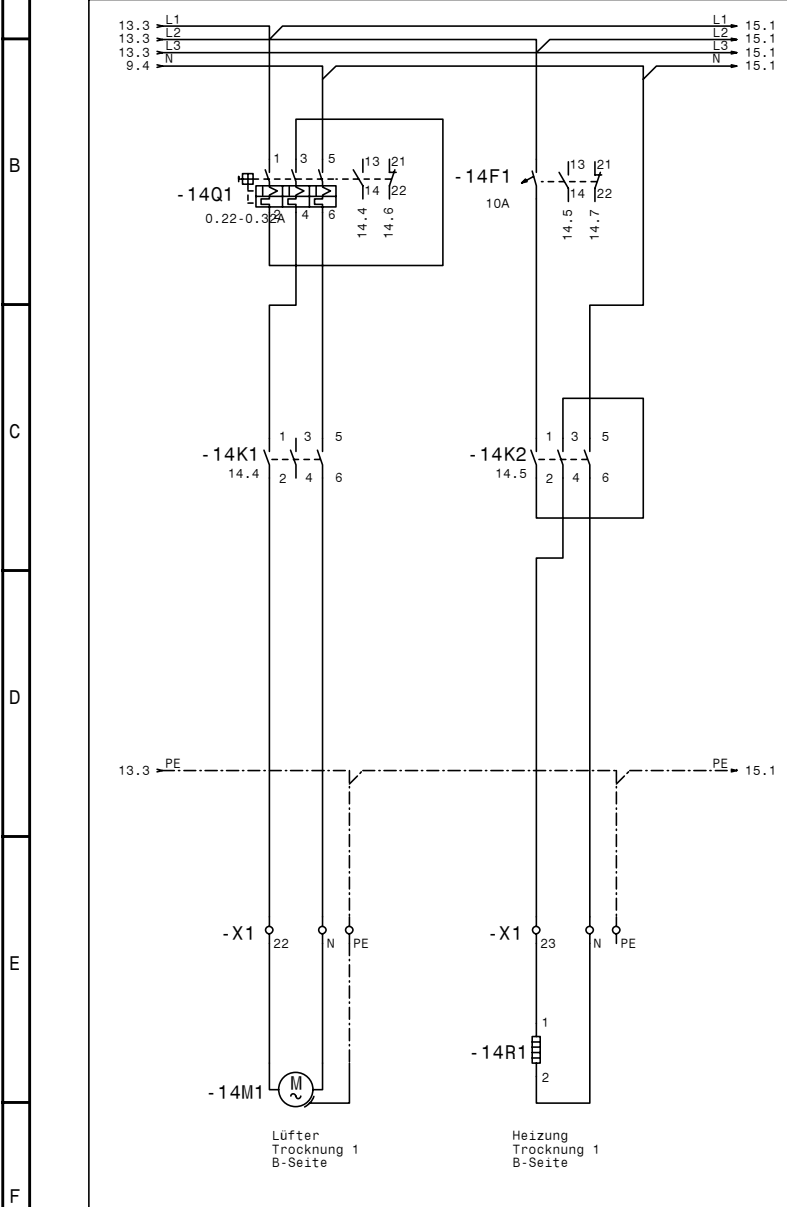 13.3 L1 L1 15.1
13.3 L2 L2 15.1
13.3 L3 L3 15.1
9.4 N N 15.1
B
1 3 5 13 21
-14Q1
14 22
0.22-0.32A
2 4 6
14.4 14.6
-14F1
13 21
14 22
10A
14.5 14.7
C
1 3 5
-14K1
14.4
2 4 6
1 3 5
-14K2
14.5
2 4 6
D
13.3 PE PE 15.1
E
-X1 22 N PE
-X1 23 N PE
1
-14R1
2
-14M1 M
~
Lüfter
Trocknung 1
B-Seite
Heizung
Trocknung 1
B-Seite
F